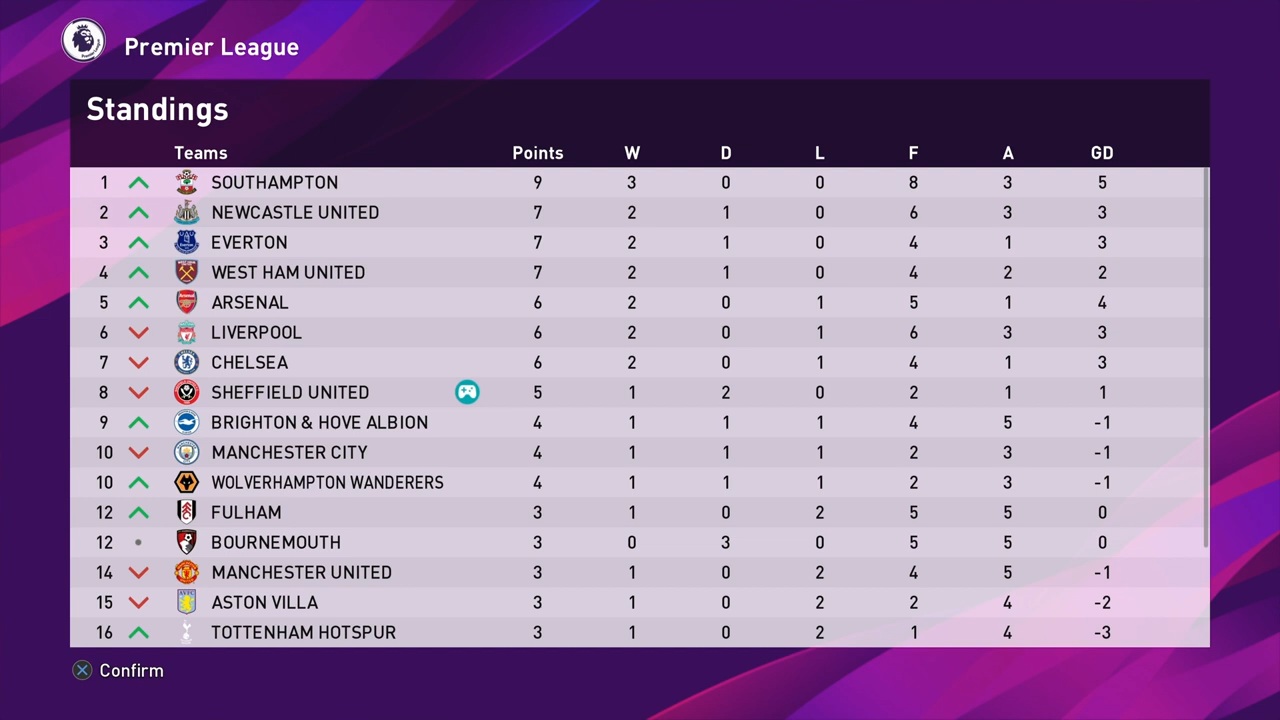 Premier League
Standings
Teams Points W D L F A GD
1 SOUTHAMPTON 9 3 0 0 8 3 5
2 NEWCASTLE UNITED 7 2 1 0 6 3 3
3 EVERTON 7 2 1 0 4 1 3
4 WEST HAM UNITED 7 2 1 0 4 2 2
5 ARSENAL 6 2 0 1 5 1 4
6 LIVERPOOL 6 2 0 1 6 3 3
7 CHELSEA 6 2 0 1 4 1 3
8 SHEFFIELD UNITED 5 1 2 0 2 1 1
9 BRIGHTON & HOVE ALBION 4 1 1 1 4 5 -1
10 MANCHESTER CITY 4 1 1 1 2 3 -1
10 WOLVERHAMPTON WANDERERS 4 1 1 1 2 3 -1
12 FULHAM 3 1 0 2 5 5 0
12 BOURNEMOUTH 3 0 3 0 5 5 0
14 MANCHESTER UNITED 3 1 0 2 4 5 -1
15 ASTON VILLA 3 1 0 2 2 4 -2
16 TOTTENHAM HOTSPUR 3 1 0 2 1 4 -3
Confirm